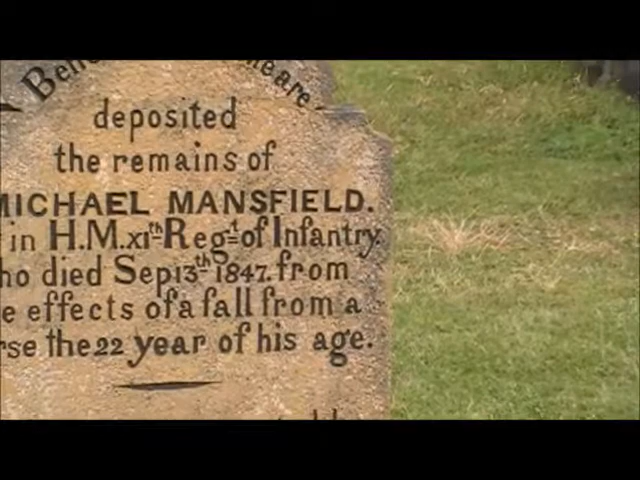 are
deposited
the remains of
MICHAEL MANSFIELD.
in H.M. XIth Regt of Infantry.
who died Sep 13th 1847. from
effects of a fall from a
the 22 year of his age.